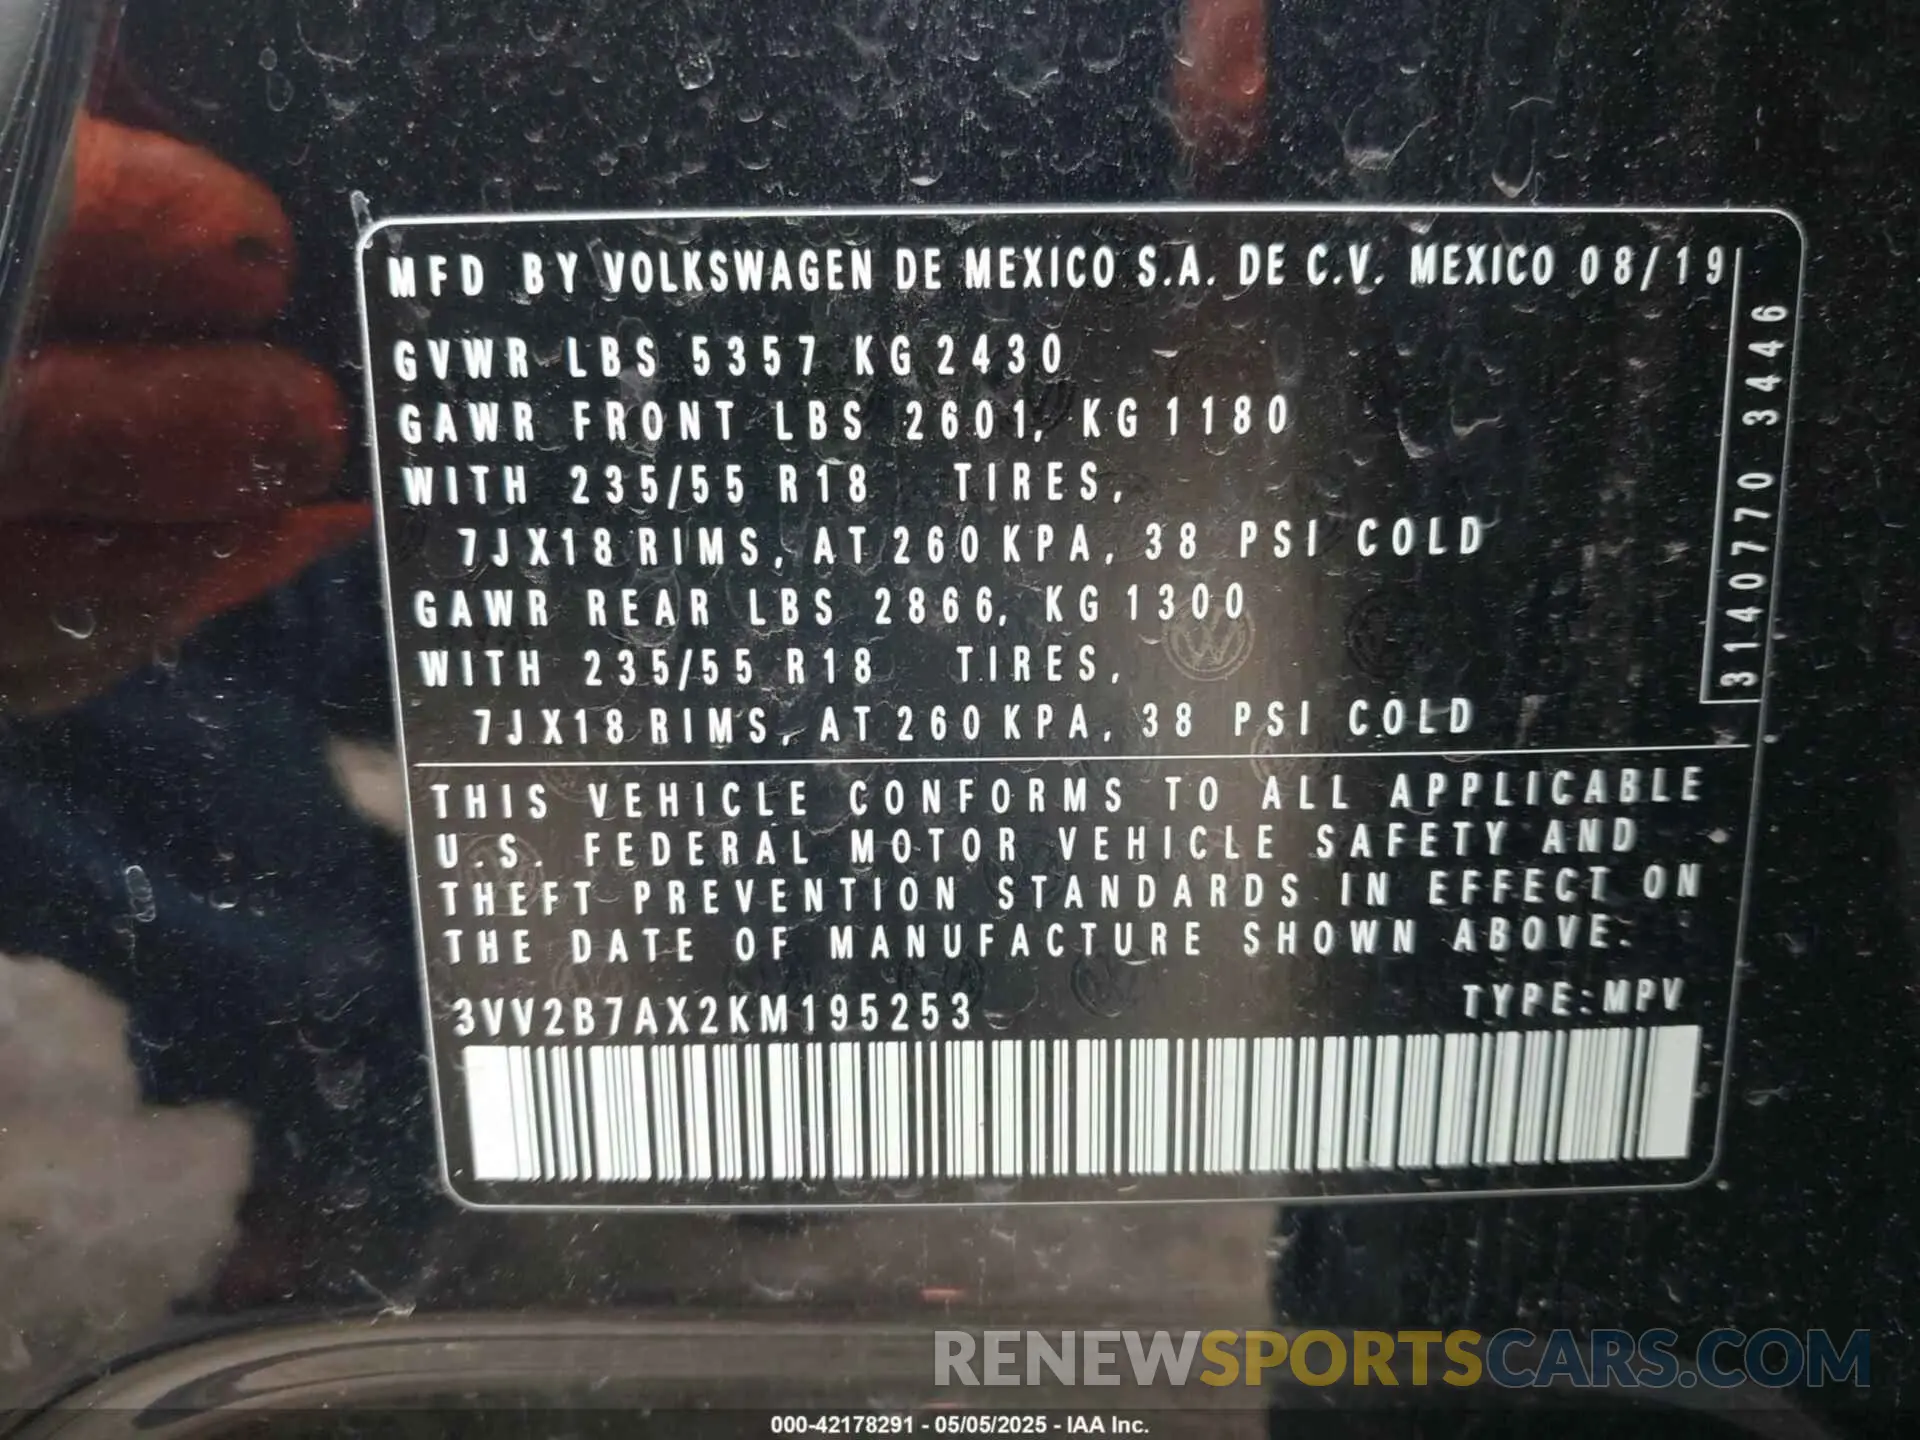 MFD BY VOLKSWAGEN DE MEXICO S.A. DE C.V. MEXICO 08/19
GVWR LBS 5357 KG 2430
GAWR FRONT LBS 2601, KG 1180
WITH 235/55 R18 TIRES,
7JX18 RIMS, AT 260 KPA, 38 PSI COLD
GAWR REAR LBS 2866, KG 1300
WITH 235/55 R18 TIRES,
7JX18 RIMS, AT 260 KPA, 38 PSI COLD
3140770 3446
THIS VEHICLE CONFORMS TO ALL APPLICABLE
U.S. FEDERAL MOTOR VEHICLE SAFETY AND
THEFT PREVENTION STANDARDS IN EFFECT ON
THE DATE OF MANUFACTURE SHOWN ABOVE.
3VV2B7AX2KM195253 TYPE:MPV
RENEWSPORTSCARS.COM
000-42178291 - 05/05/2025 - IAA Inc.